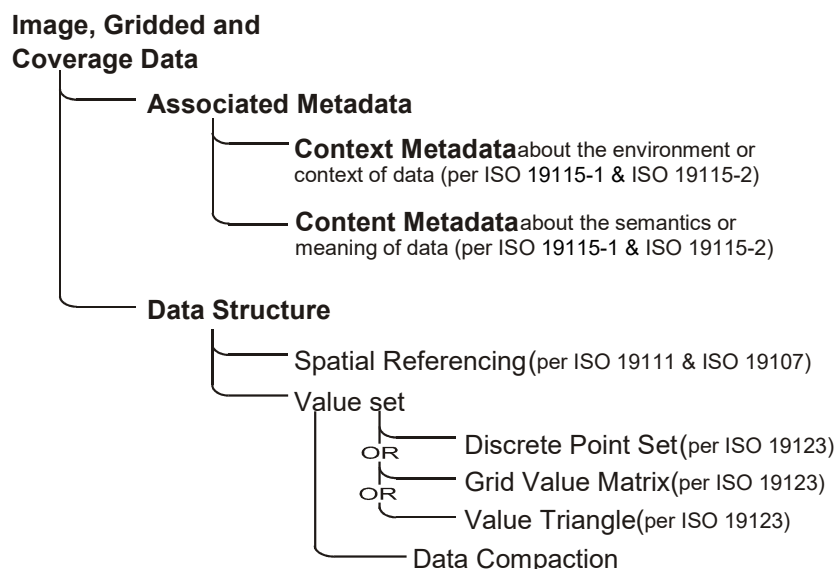 Image, Gridded and
Coverage Data
Associated Metadata
Context Metadata about the environment or
context of data (per ISO 19115-1 & ISO 19115-2)
Content Metadata about the semantics or
meaning of data (per ISO 19115-1 & ISO 19115-2)
Data Structure
Spatial Referencing (per ISO 19111 & ISO 19107)
Value set
Discrete Point Set (per ISO 19123)
OR
Grid Value Matrix (per ISO 19123)
OR
Value Triangle (per ISO 19123)
Data Compaction